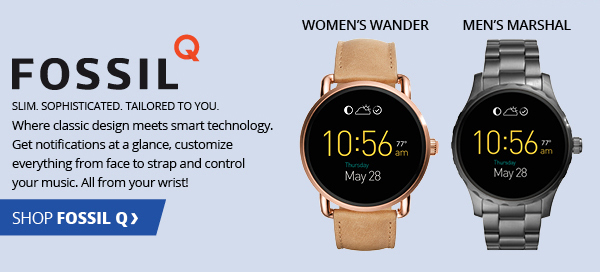 WOMEN'S WANDER
MEN'S MARSHAL
FOSSIL Q
SLIM. SOPHISTICATED. TAILORED TO YOU.
Where classic design meets smart technology.
Get notifications at a glance, customize
everything from face to strap and control
your music. All from your wrist!
SHOP FOSSIL Q ›
10:56 77° am
Thursday
May 28
10:56 77° am
Thursday
May 28